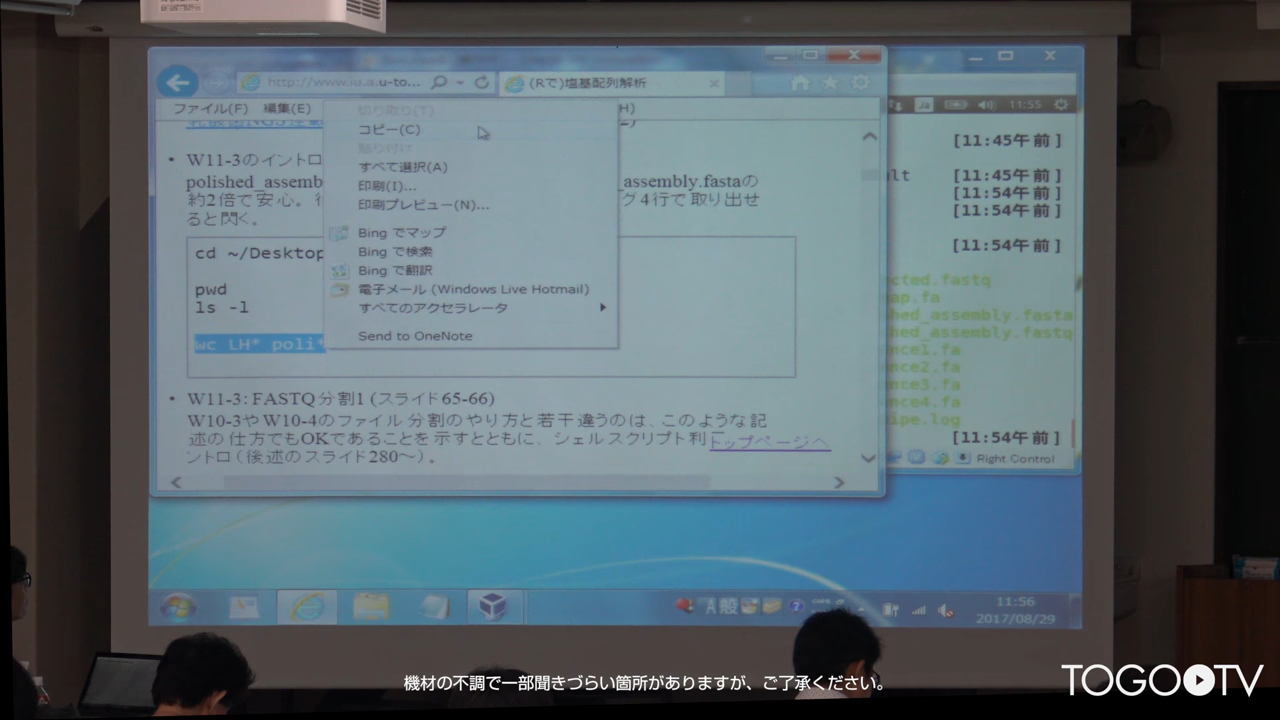 http://www.iu.a.u-to...
(Rで)塩基配列解析
ファイル(F) 編集(E)
切り取り(T)
コピー(C)
貼り付け
すべて選択(A)
印刷(I)...
印刷プレビュー(N)...
Bing でマップ
Bing で検索
Bing で翻訳
電子メール (Windows Live Hotmail)
すべてのアクセラレータ
Send to OneNote
• W11-3のイントロ
polished_assemb
_assembly.fastaの
約2倍で安心。
グ4行で取り出せ
ると閃く。
cd ~/Desktop
pwd
ls -l
wc LH* poli*
• W11-3: FASTQ分割1 (スライド65-66)
W10-3やW10-4のファイル分割のやり方と若干違うのは、このような記
述の仕方でもOKであることを示すとともに、シェルスクリプト利
ントロ(後述のスライド280～)。
トップページへ
11:55
[11:45午前]
[11:45午前]
[11:54午前]
[11:54午前]
[11:54午前]
cted.fastq
ap.fa
hed_assembly.fasta
hed_assembly.fastq
nce1.fa
nce2.fa
nce3.fa
nce4.fa
ipe.log
[11:54午前]
Right Control
A般
11:56
2017/08/29
機材の不調で一部聞きづらい箇所がありますが、ご了承ください。
TOGO TV